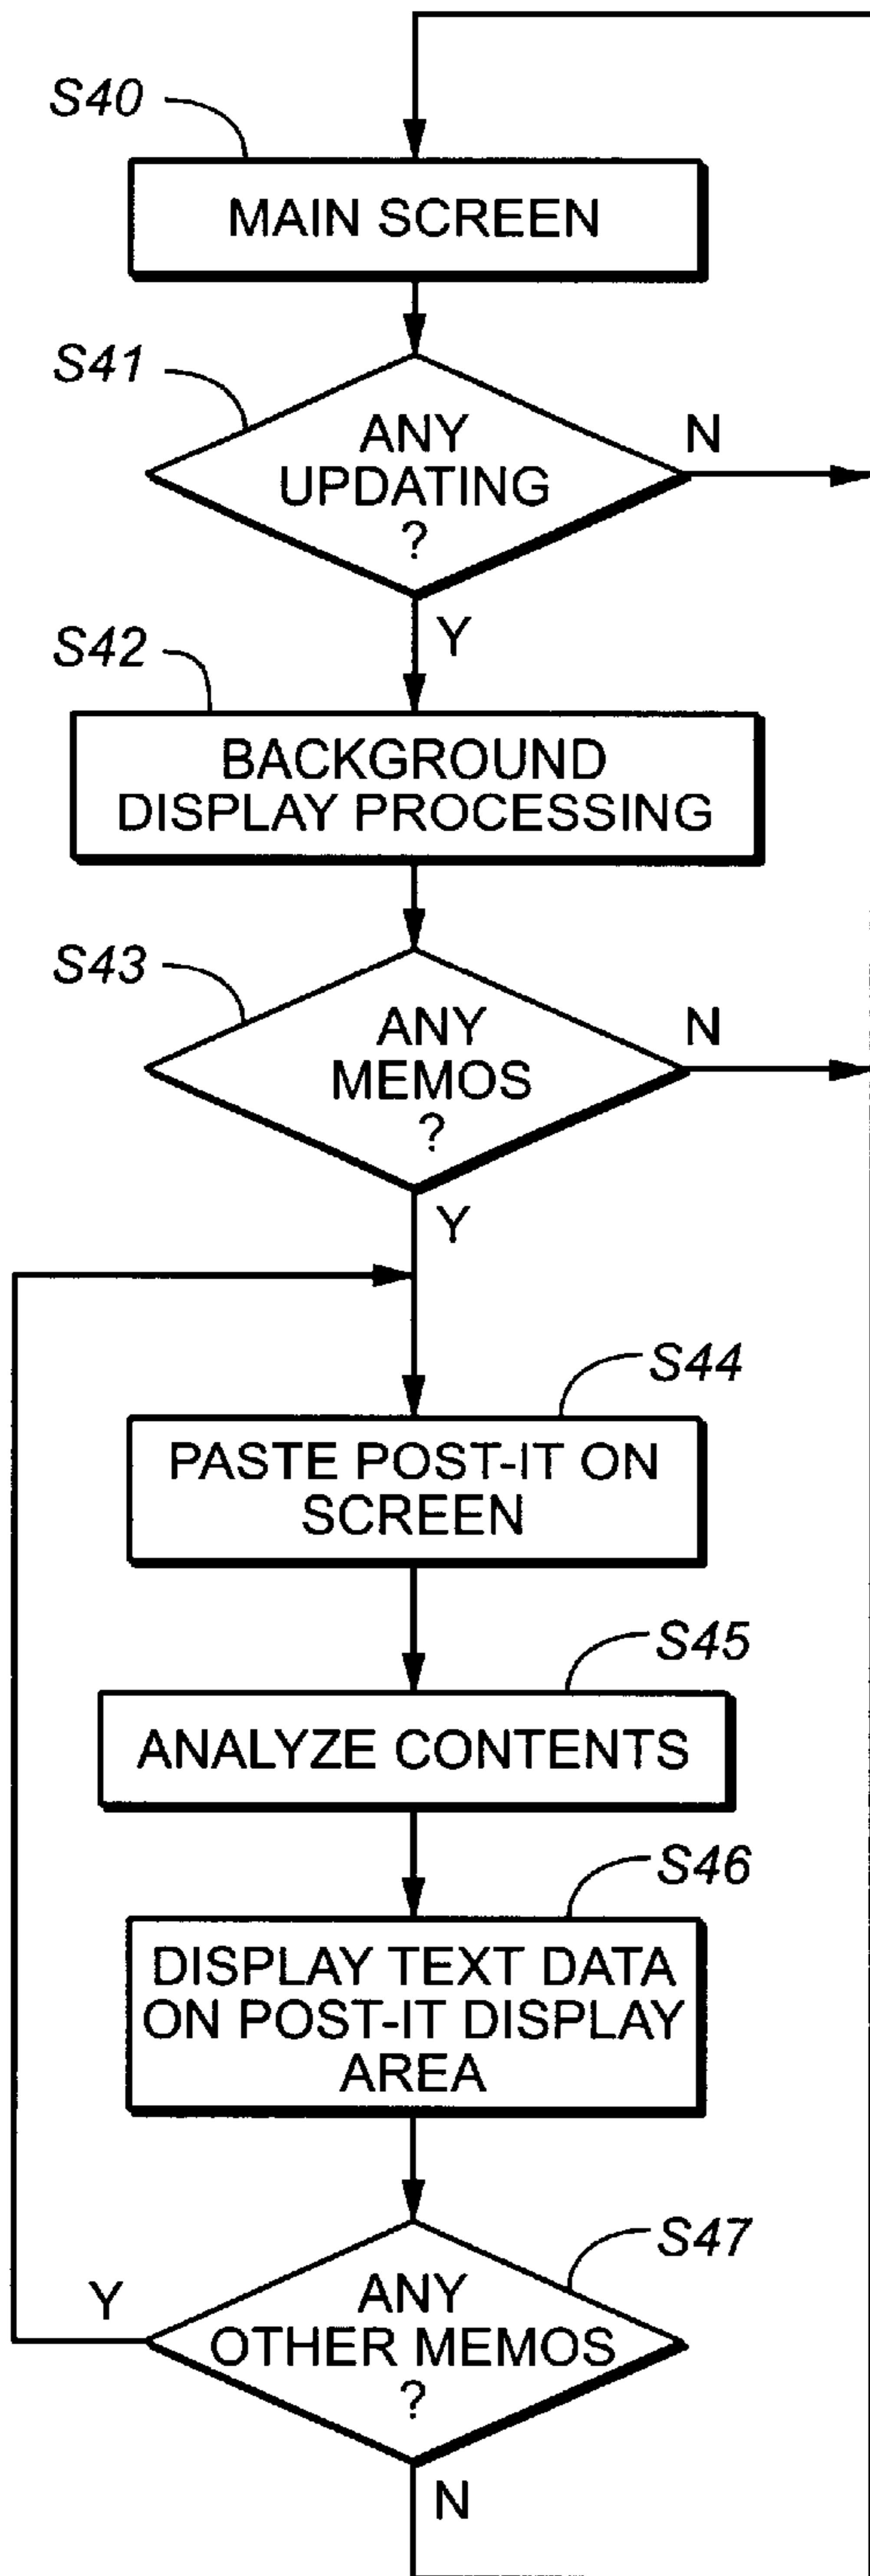 S40
MAIN SCREEN
S41
ANY
UPDATING
?
N
Y
S42
BACKGROUND
DISPLAY PROCESSING
S43
ANY
MEMOS
?
N
Y
S44
PASTE POST-IT ON
SCREEN
S45
ANALYZE CONTENTS
S46
DISPLAY TEXT DATA
ON POST-IT DISPLAY
AREA
S47
ANY
OTHER MEMOS
?
Y
N